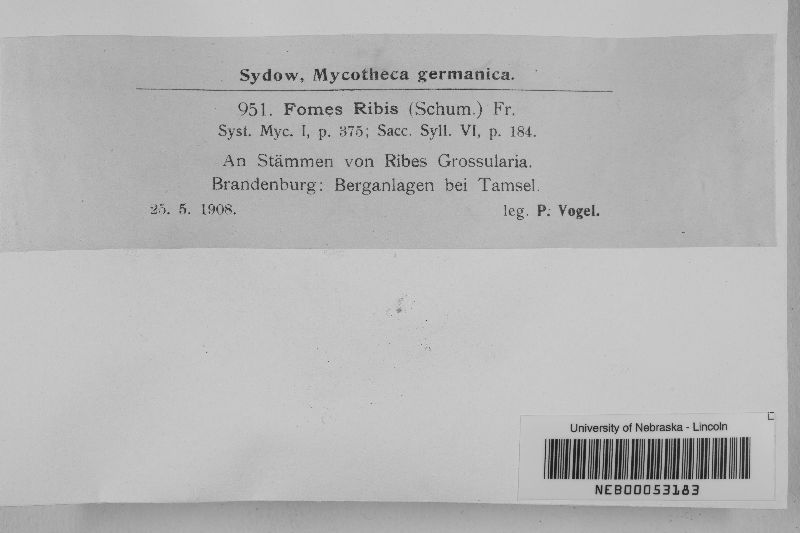 Sydow, Mycotheca germanica.
951. Fomes Ribis (Schum.) Fr.
Syst. Myc. I, p. 375; Sacc. Syll. VI, p. 184.
An Stämmen von Ribes Grossularia.
Brandenburg: Berganlagen bei Tamsel.
25. 5. 1908. leg. P. Vogel.
University of Nebraska - Lincoln
NEB00053183